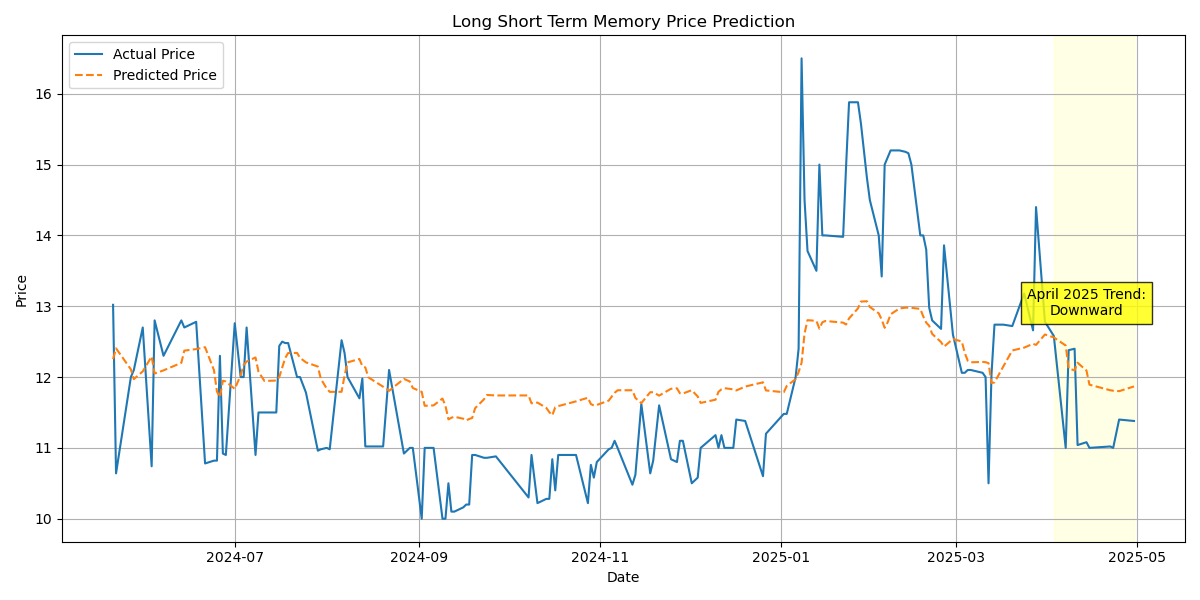 Long Short Term Memory Price Prediction
Actual Price
Predicted Price
Price
16
15
14
13
12
11
10
April 2025 Trend:
Downward
2024-07
2024-09
2024-11
2025-01
2025-03
2025-05
Date